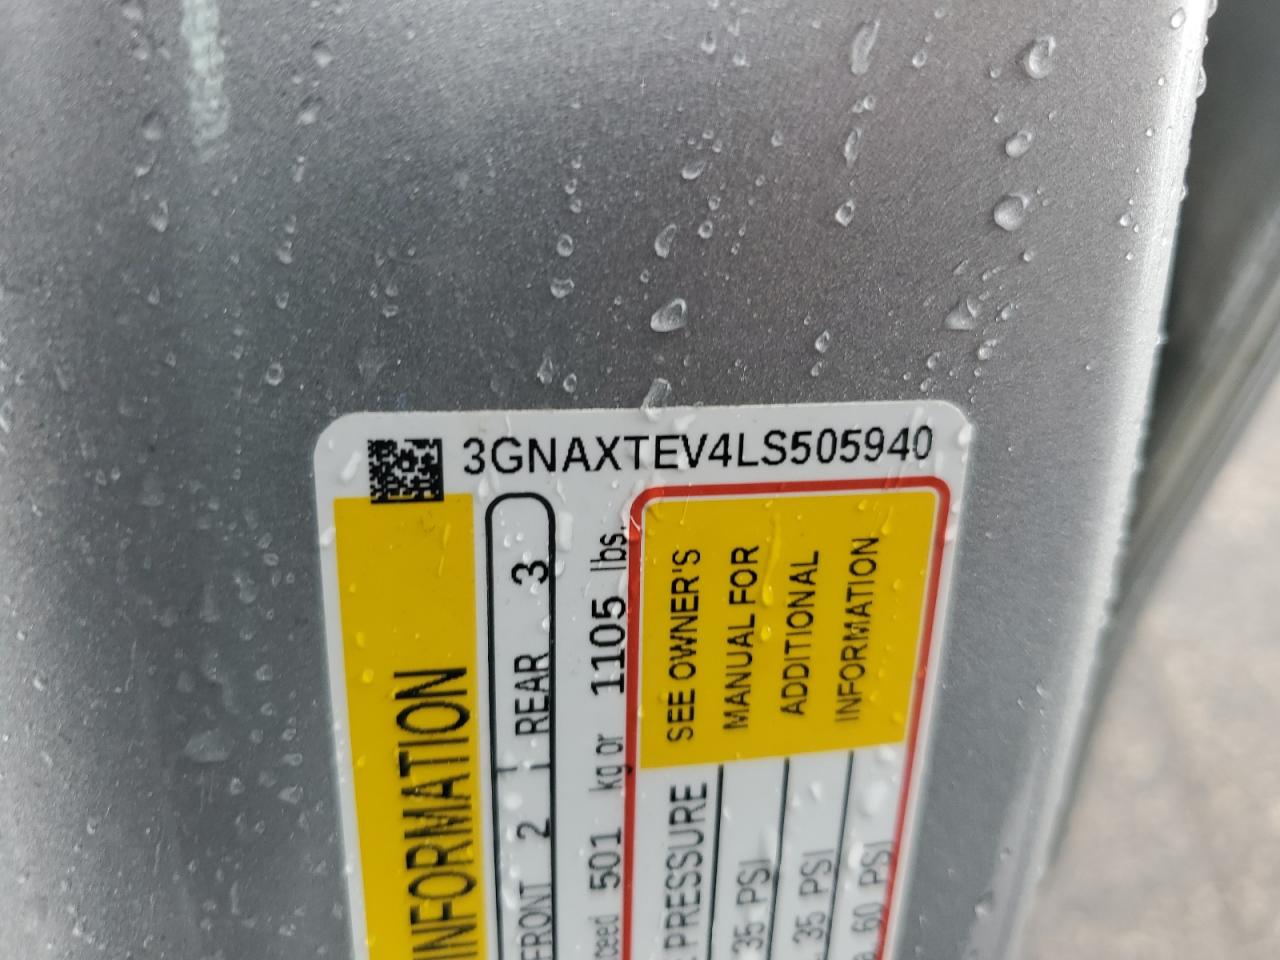 3GNAXTEV4LS505940
INFORMATION
FRONT 2 REAR 3
501 kg or 1105 lbs.
PRESSURE
SEE OWNER'S
MANUAL FOR
ADDITIONAL
INFORMATION
35 PSI
35 PSI
60 PSI